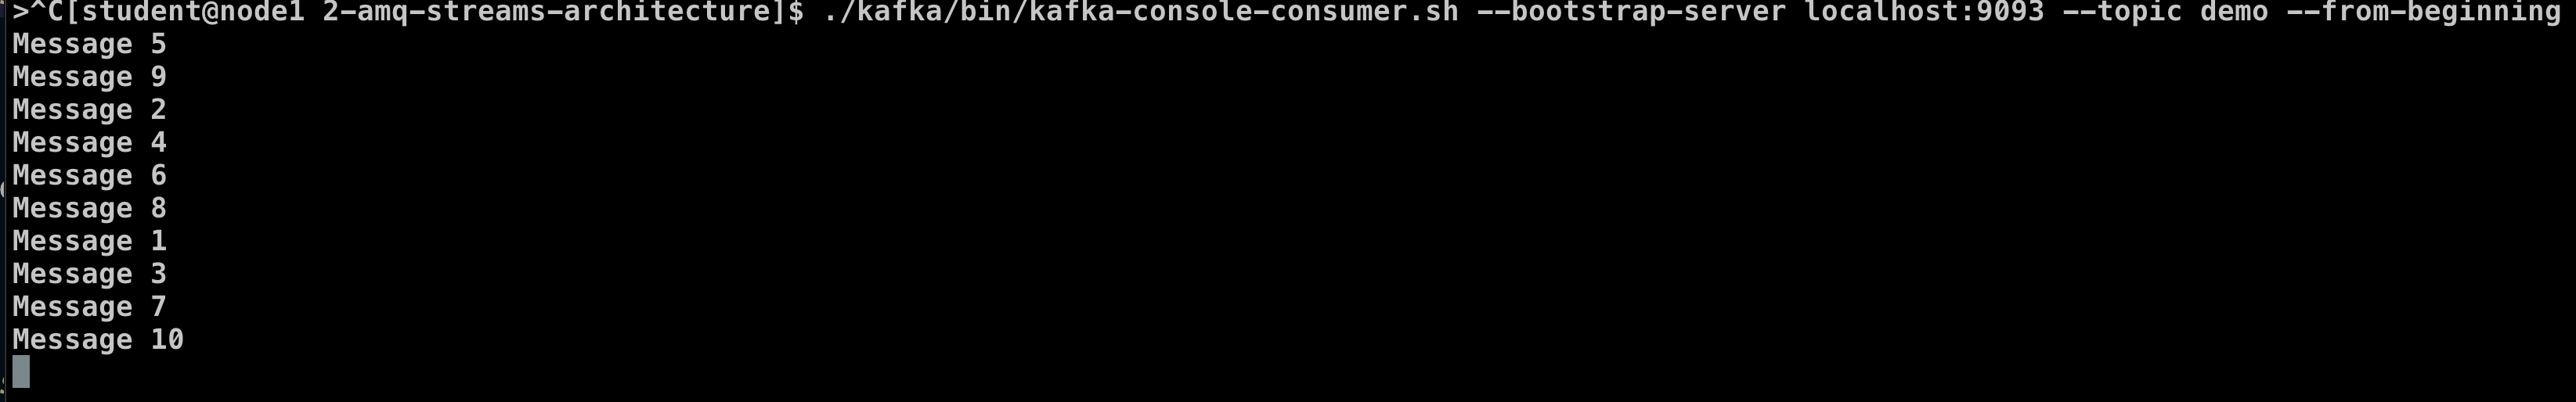 >^C[student@node1 2-amq-streams-architecture]$ ./kafka/bin/kafka-console-consumer.sh --bootstrap-server localhost:9093 --topic demo --from-beginning
Message 5
Message 9
Message 2
Message 4
Message 6
Message 8
Message 1
Message 3
Message 7
Message 10